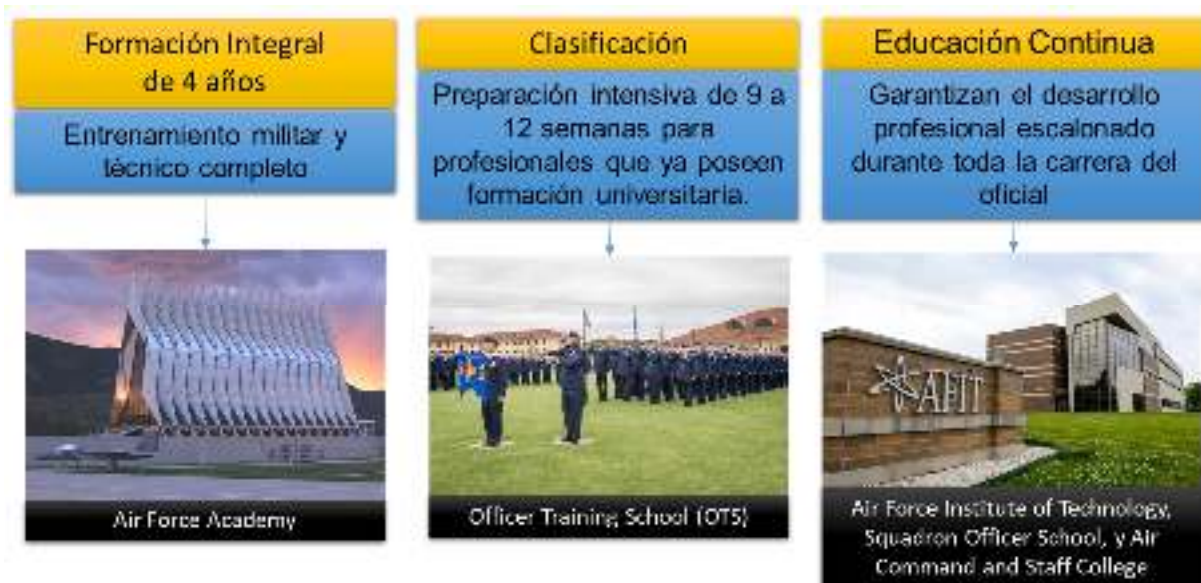 Formación Integral
de 4 años
Entrenamiento militar y
técnico completo
Air Force Academy
Clasificación
Preparación intensiva de 9 a
12 semanas para
profesionales que ya poseen
formación universitaria.
Officer Training School (OTS)
Educación Continua
Garantizan el desarrollo
profesional escalonado
durante toda la carrera del
oficial
AFIT
Air Force Institute of Technology,
Squadron Officer School, y Air
Command and Staff College